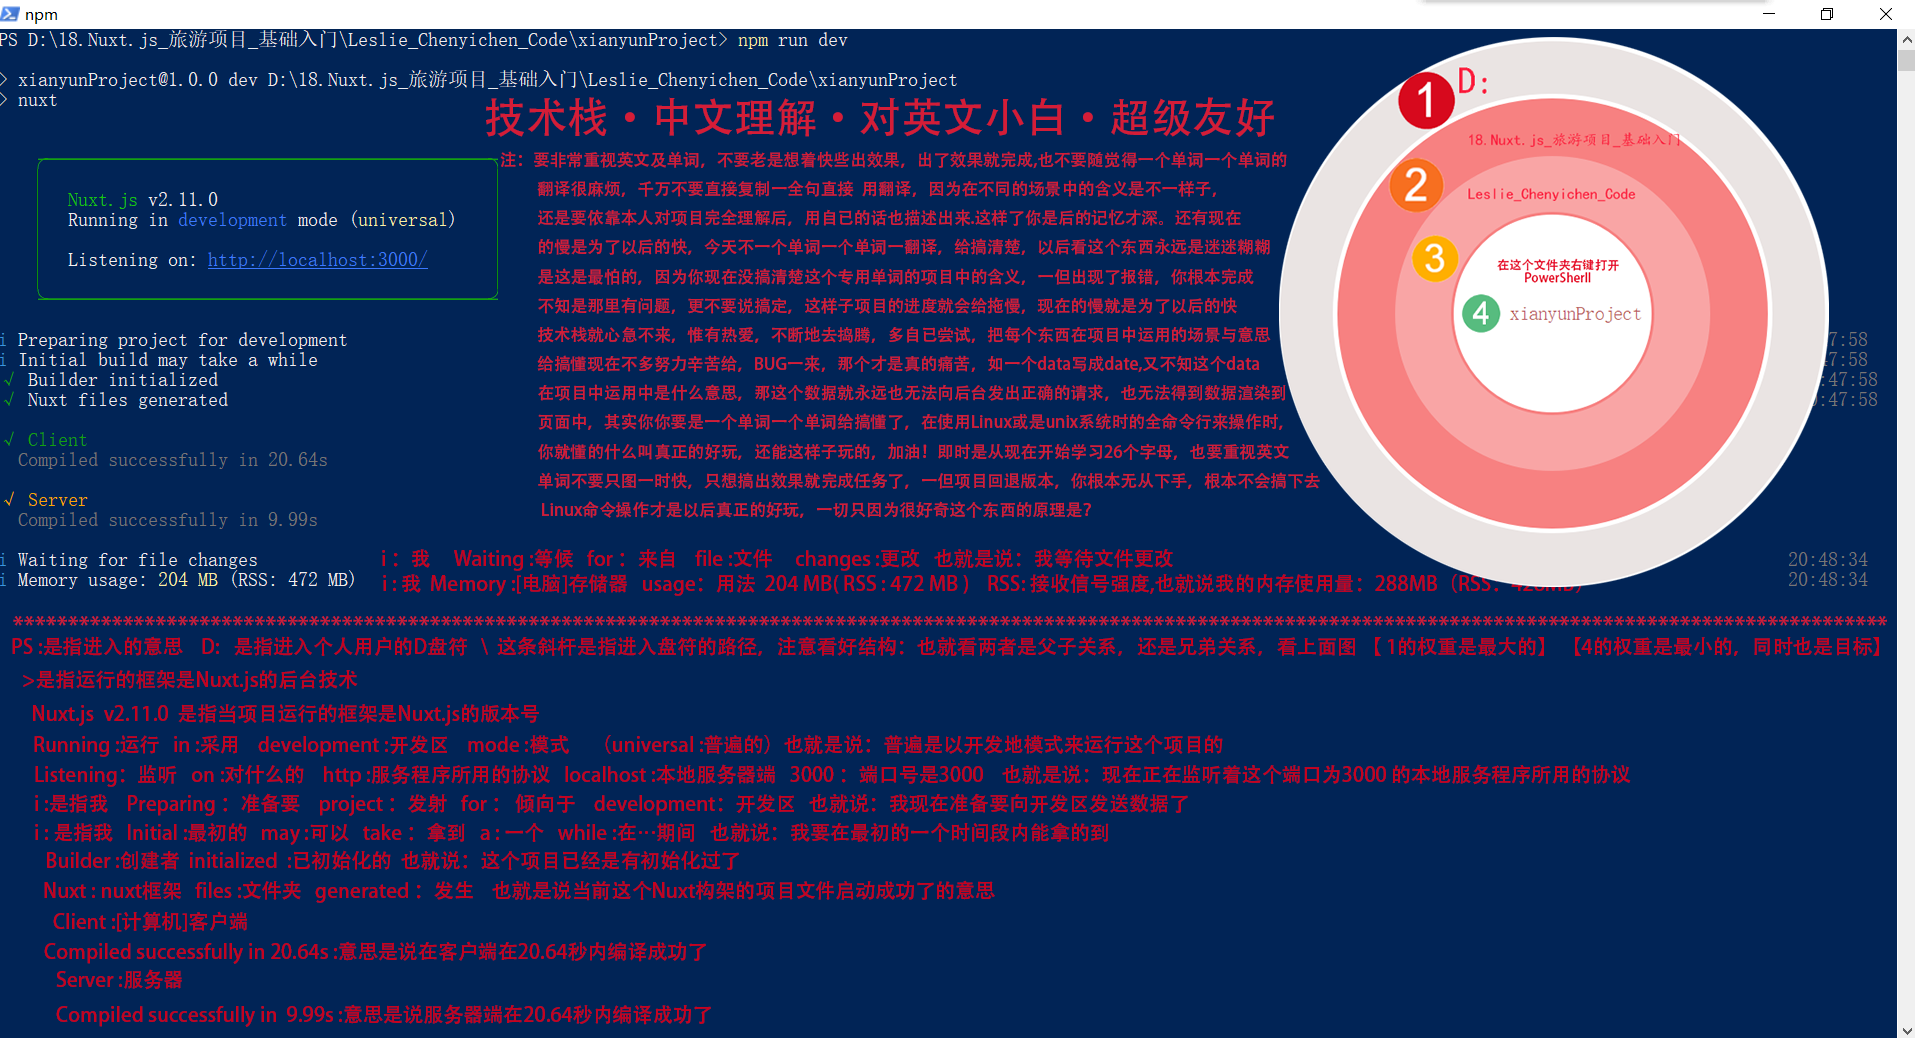 npm
PS D:\18.Nuxt.js_旅游项目_基础入门\Leslie_Chenyichen_Code\xianyunProject> npm run dev
> xianyunProject@1.0.0 dev D:\18.Nuxt.js_旅游项目_基础入门\Leslie_Chenyichen_Code\xianyunProject
> nuxt
技术栈·中文理解·对英文小白·超级友好
注：要非常重视英文及单词，不要老是想着快些出效果，出了效果就完成,也不要随觉得一个单词一个单词的
翻译很麻烦，千万不要直接复制一全句直接 用翻译，因为在不同的场景中的含义是不一样子，
还是要依靠本人对项目完全理解后，用自已的话也描述出来.这样了你是后的记忆才深。还有现在
的慢是为了以后的快，今天不一个单词一个单词一翻译，给搞清楚，以后看这个东西永远是迷迷糊糊
是这是最怕的，因为你现在没搞清楚这个专用单词的项目中的含义，一但出现了报错，你根本完成
不知是那里有问题，更不要说搞定，这样子项目的进度就会给拖慢，现在的慢就是为了以后的快
技术栈就心急不来，惟有热爱，不断地去捣腾，多自已尝试，把每个东西在项目中运用的场景与意思
给搞懂现在不多努力辛苦给，BUG一来，那个才是真的痛苦，如一个data写成date,又不知这个data
在项目中运用中是什么意思，那这个数据就永远也无法向后台发出正确的请求，也无法得到数据渲染到
页面中，其实你你要是一个单词一个单词给搞懂了，在使用Linux或是unix系统时的全命令行来操作时，
你就懂的什么叫真正的好玩，还能这样子玩的，加油！即时是从现在开始学习26个字母，也要重视英文
单词不要只图一时快，只想搞出效果就完成任务了，一但项目回退版本，你根本无从下手，根本不会搞下去
Linux命令操作才是以后真正的好玩，一切只因为很好奇这个东西的原理是？
Nuxt.js v2.11.0
Running in development mode (universal)
Listening on: http://localhost:3000/
1 D:
18.Nuxt.js_旅游项目_基础入门
2
Leslie_Chenyichen_Code
3
在这个文件夹右键打开
PowerSherll
4 xianyunProject
i Preparing project for development 7:58
i Initial build may take a while 47:58
√ Builder initialized :47:58
√ Nuxt files generated :47:58
√ Client
Compiled successfully in 20.64s
√ Server
Compiled successfully in 9.99s
i Waiting for file changes 20:48:34
i Memory usage: 204 MB (RSS: 472 MB) 20:48:34
i： 我 Waiting :等候 for： 来自 file :文件 changes :更改 也就是说：我等待文件更改
i : 我 Memory :[电脑]存储器 usage：用法 204 MB( RSS : 472 MB ) RSS: 接收信号强度,也就说我的内存使用量：288MB（RSS：428MB）
PS :是指进入的意思 D: 是指进入个人用户的D盘符 \ 这条斜杆是指进入盘符的路径，注意看好结构：也就看两者是父子关系，还是兄弟关系，看上面图 【 1的权重是最大的】 【4的权重是最小的，同时也是目标】
>是指运行的框架是Nuxt.js的后台技术
Nuxt.js v2.11.0 是指当项目运行的框架是Nuxt.js的版本号
Running :运行 in :采用 development :开发区 mode :模式 （universal :普遍的）也就是说：普遍是以开发地模式来运行这个项目的
Listening：监听 on :对什么的 http :服务程序所用的协议 localhost :本地服务器端 3000 ：端口号是3000 也就是说：现在正在监听着这个端口为3000 的本地服务程序所用的协议
i :是指我 Preparing ：准备要 project ：发射 for ： 倾向于 development：开发区 也就说：我现在准备要向开发区发送数据了
i : 是指我 Initial :最初的 may :可以 take ：拿到 a : 一个 while :在…期间 也就说：我要在最初的一个时间段内能拿的到
Builder :创建者 initialized :已初始化的 也就说：这个项目已经是有初始化过了
Nuxt : nuxt框架 files :文件夹 generated ：发生 也就是说当前这个Nuxt构架的项目文件启动成功了的意思
Client :[计算机]客户端
Compiled successfully in 20.64s :意思是说在客户端在20.64秒内编译成功了
Server :服务器
Compiled successfully in 9.99s :意思是说服务器端在20.64秒内编译成功了